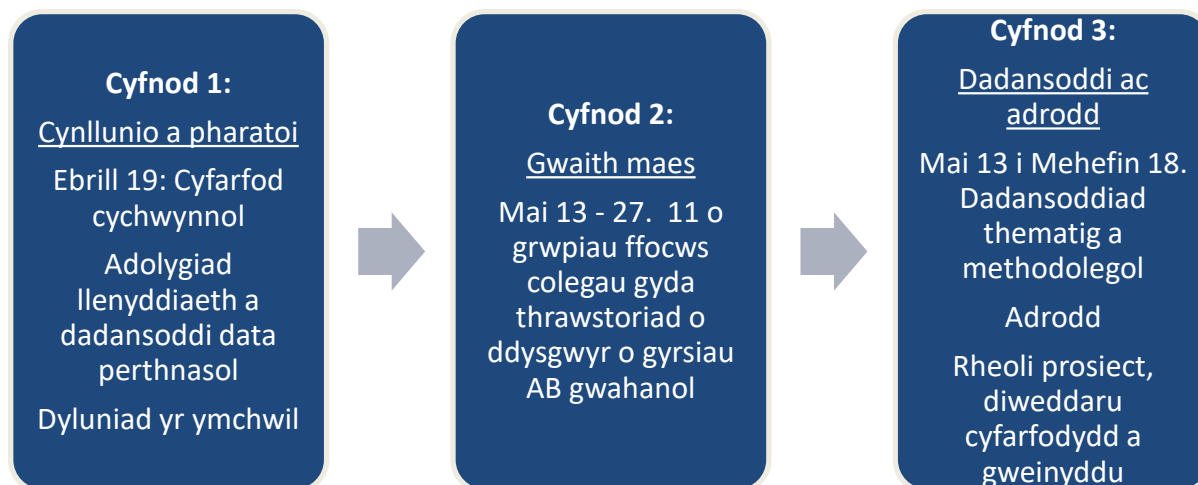 Cyfnod 1:
Cynllunio a pharatoi
Ebrill 19: Cyfarfod
cychwynnol
Adolygiad
llenyddiaeth a
dadansoddi data
perthnasol
Dyluniad yr ymchwil
Cyfnod 2:
Gwaith maes
Mai 13 - 27.  11 o
grwpiau ffocws
colegau gyda
thrawstoriad o
ddysgwyr o gyrsiau
AB gwahanol
Cyfnod 3:
Dadansoddi ac
adrodd
Mai 13 i Mehefin 18.
Dadansoddiad
thematig a
methodolegol
Adrodd
Rheoli prosiect,
diweddaru
cyfarfodydd a
gweinyddu